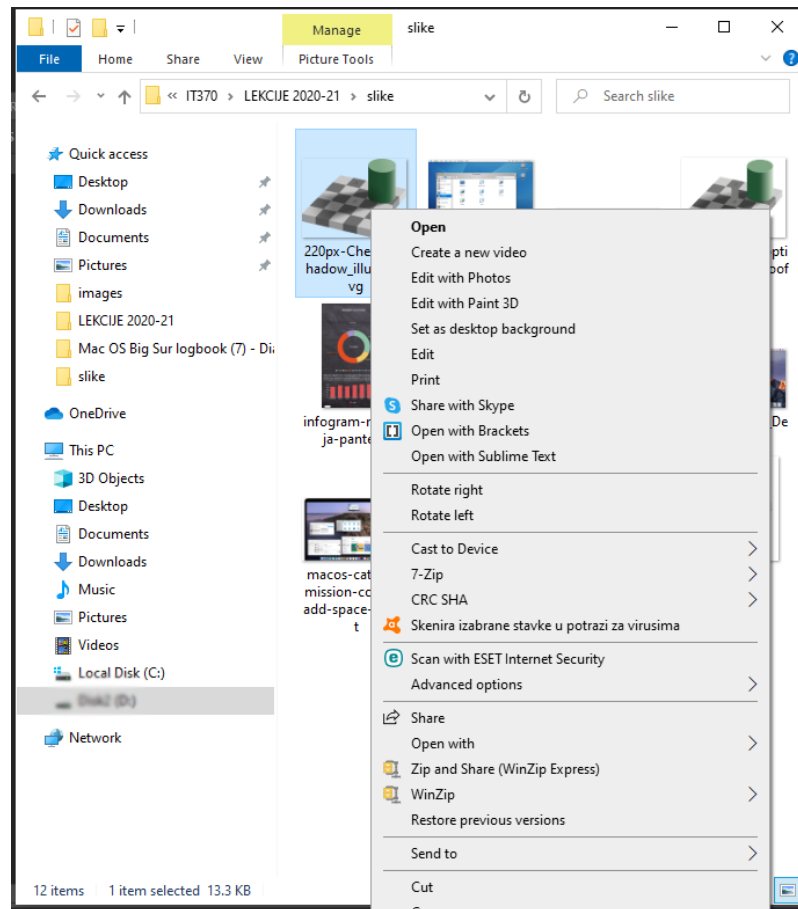 Manage
slike
File
Home
Share
View
Picture Tools
« IT370 › LEKCIJE 2020-21 › slike
Search slike
Quick access
Desktop
Downloads
Documents
Pictures
images
LEKCIJE 2020-21
Mac OS Big Sur logbook (7) - Di
slike
OneDrive
This PC
3D Objects
Desktop
Documents
Downloads
Music
Pictures
Videos
Local Disk (C:)
Network
220px-Che
hadow_illu
vg
infogram-r
ja-pante
macos-cat
mission-co
add-space-
t
pti
oof
_De
Open
Create a new video
Edit with Photos
Edit with Paint 3D
Set as desktop background
Edit
Print
Share with Skype
Open with Brackets
Open with Sublime Text
Rotate right
Rotate left
Cast to Device
7-Zip
CRC SHA
Skenira izabrane stavke u potrazi za virusima
Scan with ESET Internet Security
Advanced options
Share
Open with
Zip and Share (WinZip Express)
WinZip
Restore previous versions
Send to
Cut
12 items
1 item selected 13.3 KB